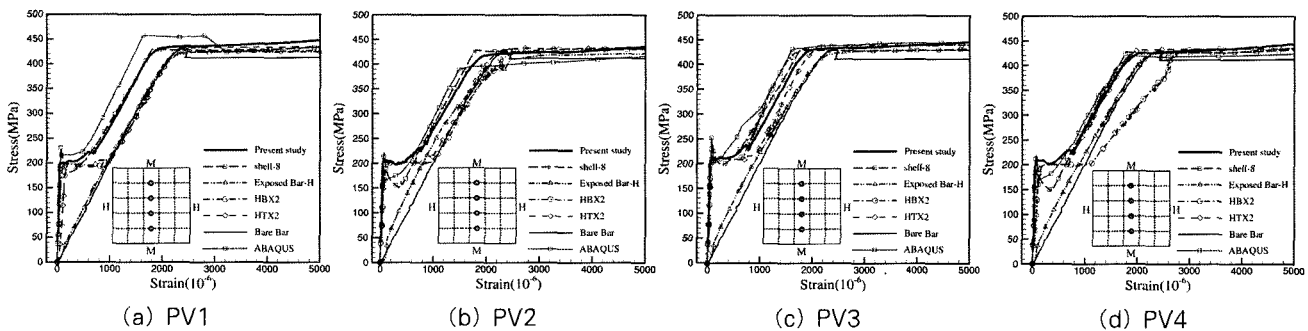 500
450
400
350
300
250
200
150
100
50
0
Stress(MPa)
0 1000 2000 3000 4000 5000
Strain(10⁻⁶)
Present study
shell-8
Exposed Bar-H
HBX2
HTX2
Bare Bar
ABAQUS
M
H H
M
(a) PV1
500
450
400
350
300
250
200
150
100
50
0
Stress(MPa)
0 1000 2000 3000 4000 5000
Strain(10⁻⁶)
Present study
shell-8
Exposed Bar-H
HBX2
HTX2
Bare Bar
ABAQUS
M
H H
M
(b) PV2
500
450
400
350
300
250
200
150
100
50
0
Stress(MPa)
0 1000 2000 3000 4000 5000
Strain(10⁻⁶)
Present study
shell-8
Exposed Bar-H
HBX2
HTX2
Bare Bar
ABAQUS
M
H H
M
(c) PV3
500
450
400
350
300
250
200
150
100
50
0
Stress(MPa)
0 1000 2000 3000 4000 5000
Strain(10⁻⁶)
Present study
shell-8
Exposed Bar-H
HBX2
HTX2
Bare Bar
ABAQUS
M
H H
M
(d) PV4